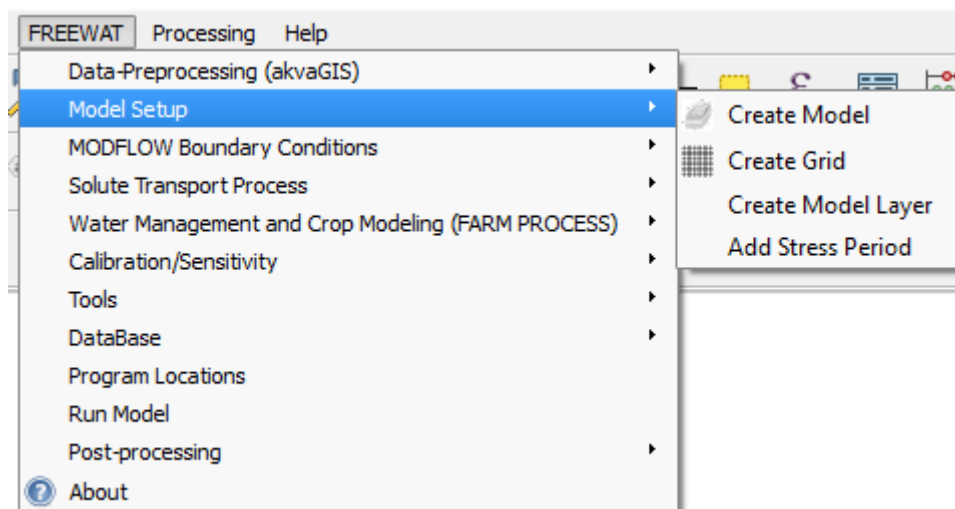 FREEWAT Processing Help
Data-Preprocessing (akvaGIS)
Model Setup
MODFLOW Boundary Conditions
Solute Transport Process
Water Management and Crop Modeling (FARM PROCESS)
Calibration/Sensitivity
Tools
DataBase
Program Locations
Run Model
Post-processing
About
Create Model
Create Grid
Create Model Layer
Add Stress Period